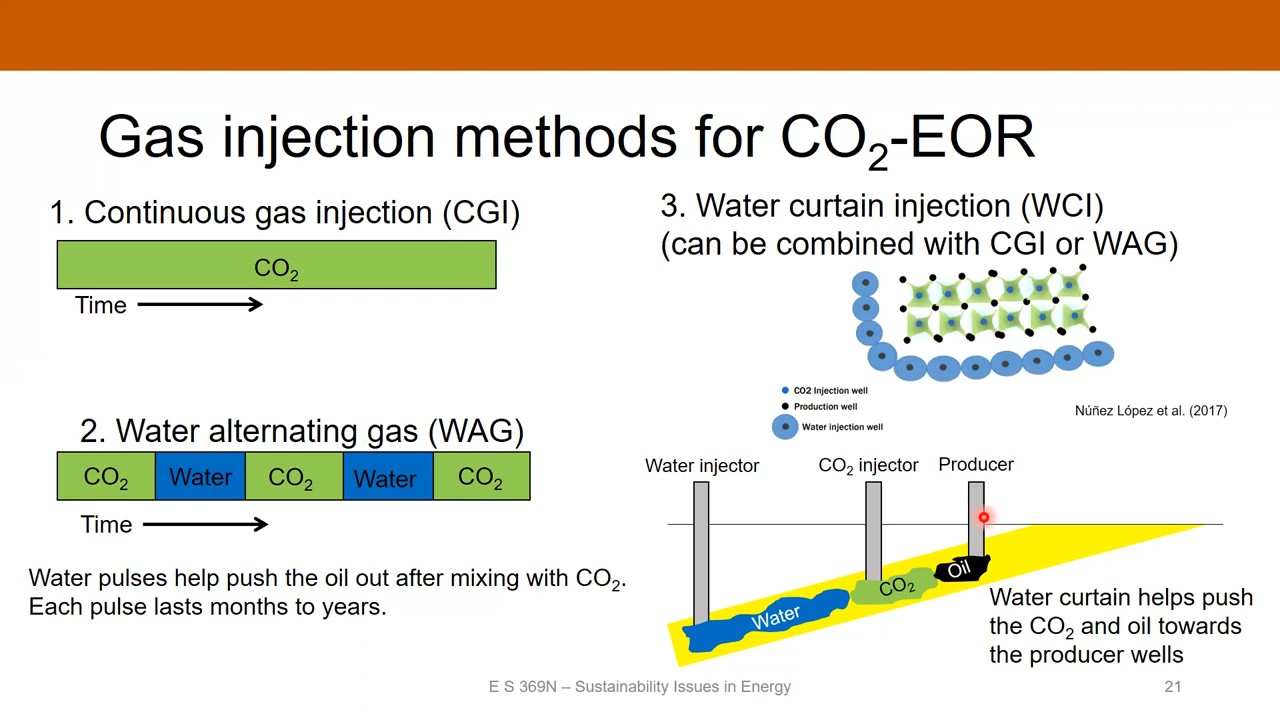 Gas injection methods for CO₂-EOR
1. Continuous gas injection (CGI)
CO₂
Time
2. Water alternating gas (WAG)
CO₂ Water CO₂ Water CO₂
Time
Water pulses help push the oil out after mixing with CO₂.
Each pulse lasts months to years.
3. Water curtain injection (WCI)
(can be combined with CGI or WAG)
CO2 Injection well
Production well
Water injection well
Núñez López et al. (2017)
Water injector CO₂ injector Producer
Water CO₂ Oil
Water curtain helps push
the CO₂ and oil towards
the producer wells
E S 369N – Sustainability Issues in Energy
21